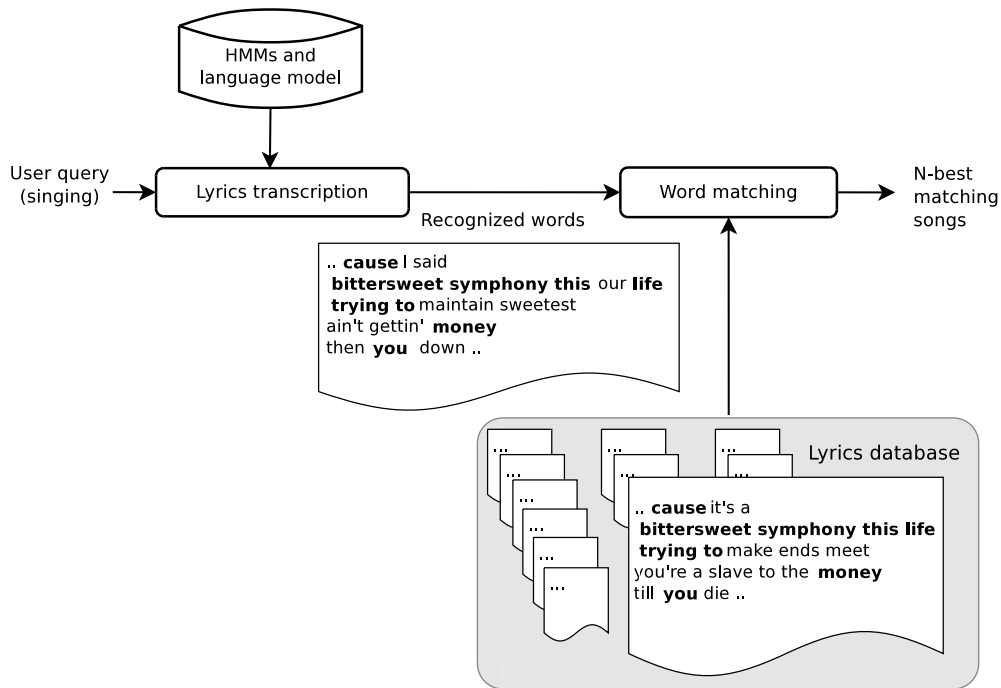 HMMs and
language model
User query
(singing)
Lyrics transcription
Word matching
N-best
matching
songs
Recognized words
.. cause I said
bittersweet symphony this our life
trying to maintain sweetest
ain't gettin' money
then you down ..
Lyrics database
...
...
...
...
...
...
...
...
...
...
.. cause it's a
bittersweet symphony this life
trying to make ends meet
you're a slave to the money
till you die ..